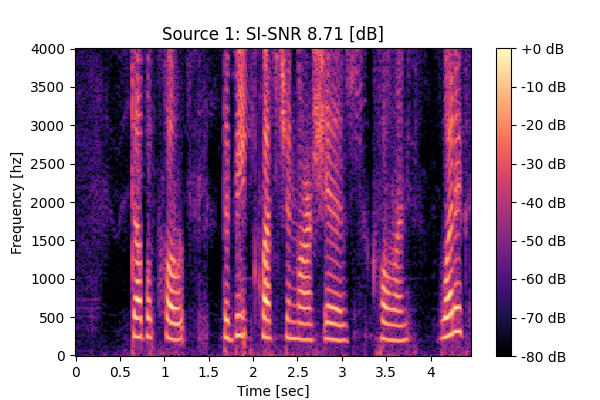 Source 1: SI-SNR 8.71 [dB]
4000
3500
3000
2500
2000
1500
1000
500
0
Frequency [hz]
0 0.5 1 1.5 2 2.5 3 3.5 4
Time [sec]
+0 dB
-10 dB
-20 dB
-30 dB
-40 dB
-50 dB
-60 dB
-70 dB
-80 dB